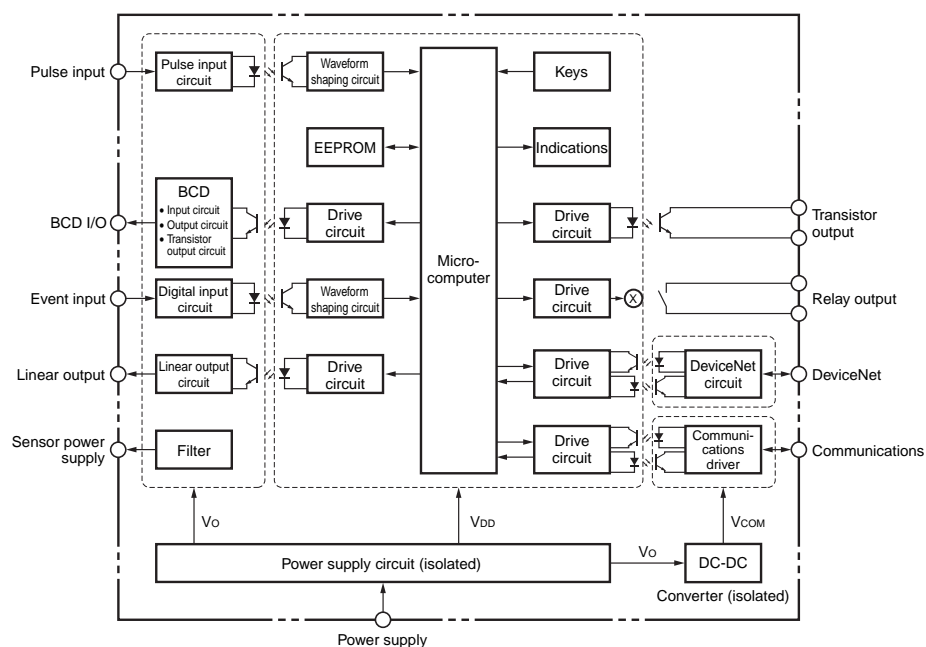 Pulse input
Pulse input
circuit
Waveform
shaping circuit
Keys
EEPROM
Indications
BCD I/O
BCD
• Input circuit
• Output circuit
• Transistor
output circuit
Drive
circuit
Micro-
computer
Drive
circuit
Transistor
output
Event input
Digital input
circuit
Waveform
shaping circuit
Drive
circuit
X
Relay output
Linear output
Linear output
circuit
Drive
circuit
Drive
circuit
DeviceNet
circuit
DeviceNet
Sensor power
supply
Filter
Drive
circuit
Communi-
cations
driver
Communications
VO
VDD
VCOM
Power supply circuit (isolated)
VO
DC-DC
Converter (isolated)
Power supply